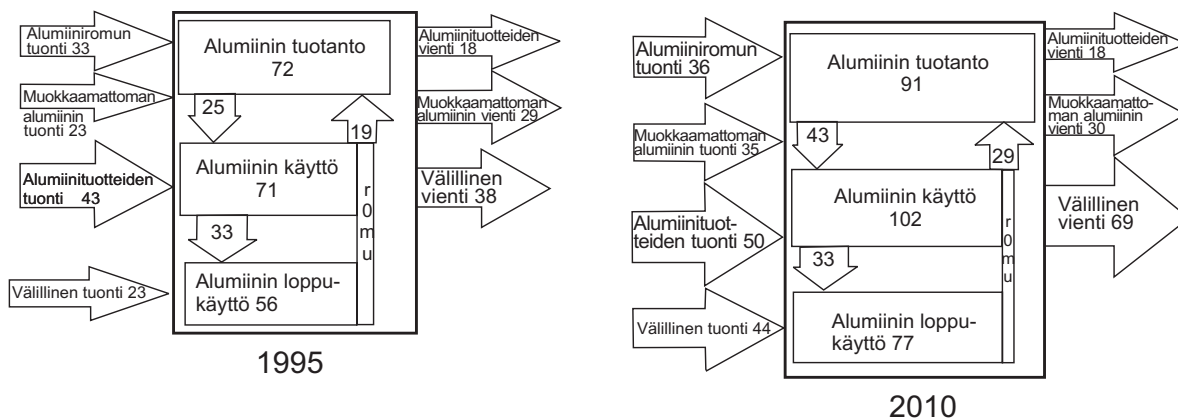 Alumiiniromun
tuonti 33
Muokkaamattoman
alumiinin
tuonti 23
Alumiinituotteiden
tuonti 43
Välillinen tuonti 23
Alumiinin tuotanto
72
25
19
Alumiinin käyttö
71
33
romu
Alumiinin loppu-
käyttö 56
Alumiinituotteiden
vienti 18
Muokkaamattoman
alumiinin vienti 29
Välillinen
vienti 38
1995
Alumiiniromun
tuonti 36
Muokkaamattoman
alumiinin tuonti 35
Alumiinituot-
teiden tuonti 50
Välillinen tuonti 44
Alumiinin tuotanto
91
43
29
Alumiinin käyttö
102
33
romu
Alumiinin loppu-
käyttö 77
Alumiinituotteiden
vienti 18
Muokkaamatto-
man alumiinin
vienti 30
Välillinen
vienti 69
2010